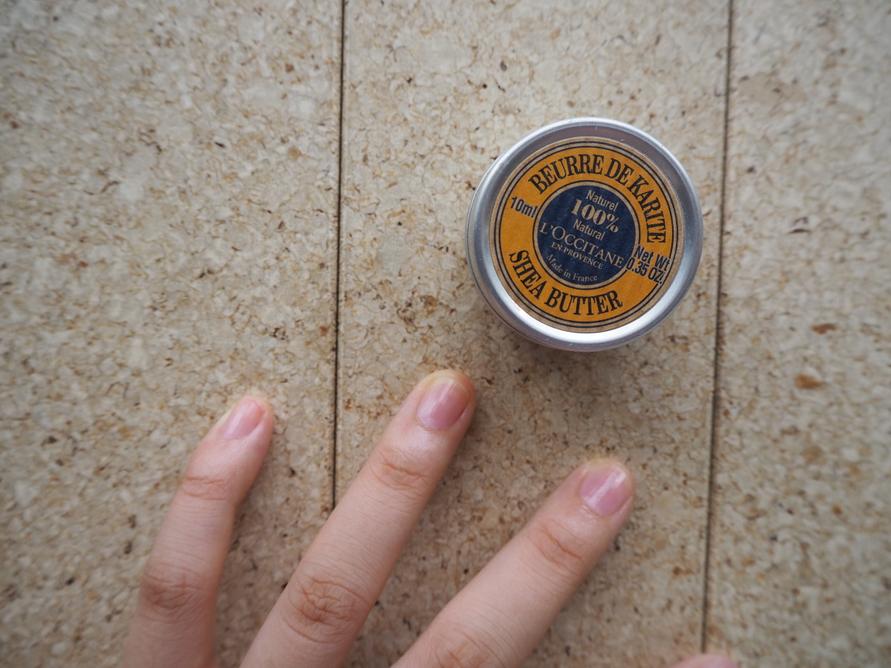 BEURRE DE KARITE
10ml
Naturel
100%
Natural
L'OCCITANE
EN PROVENCE
Made in France
Net Wt
0.35 OZ.
SHEA BUTTER